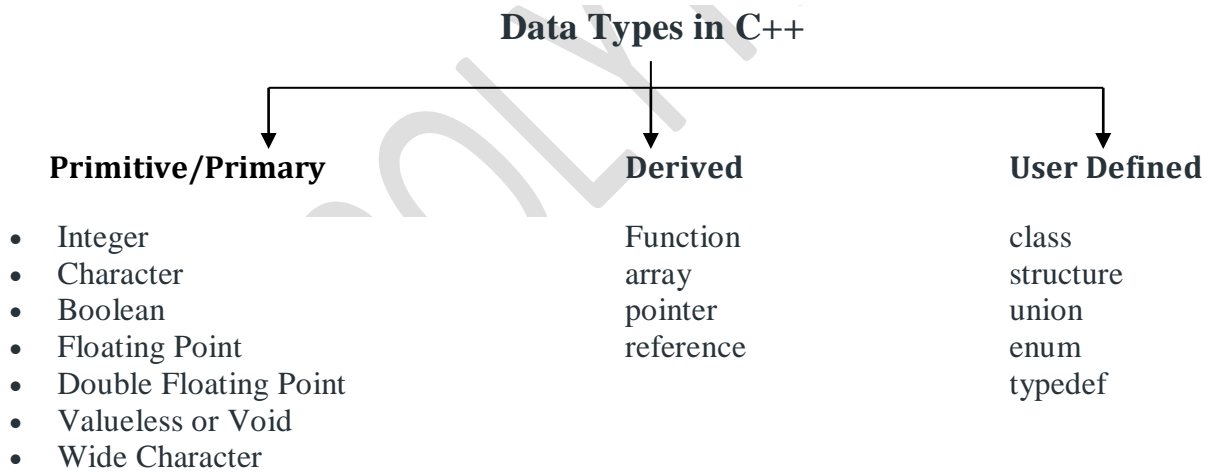 Data Types in C++
Primitive/Primary
• Integer
• Character
• Boolean
• Floating Point
• Double Floating Point
• Valueless or Void
• Wide Character
Derived
Function
array
pointer
reference
User Defined
class
structure
union
enum
typedef